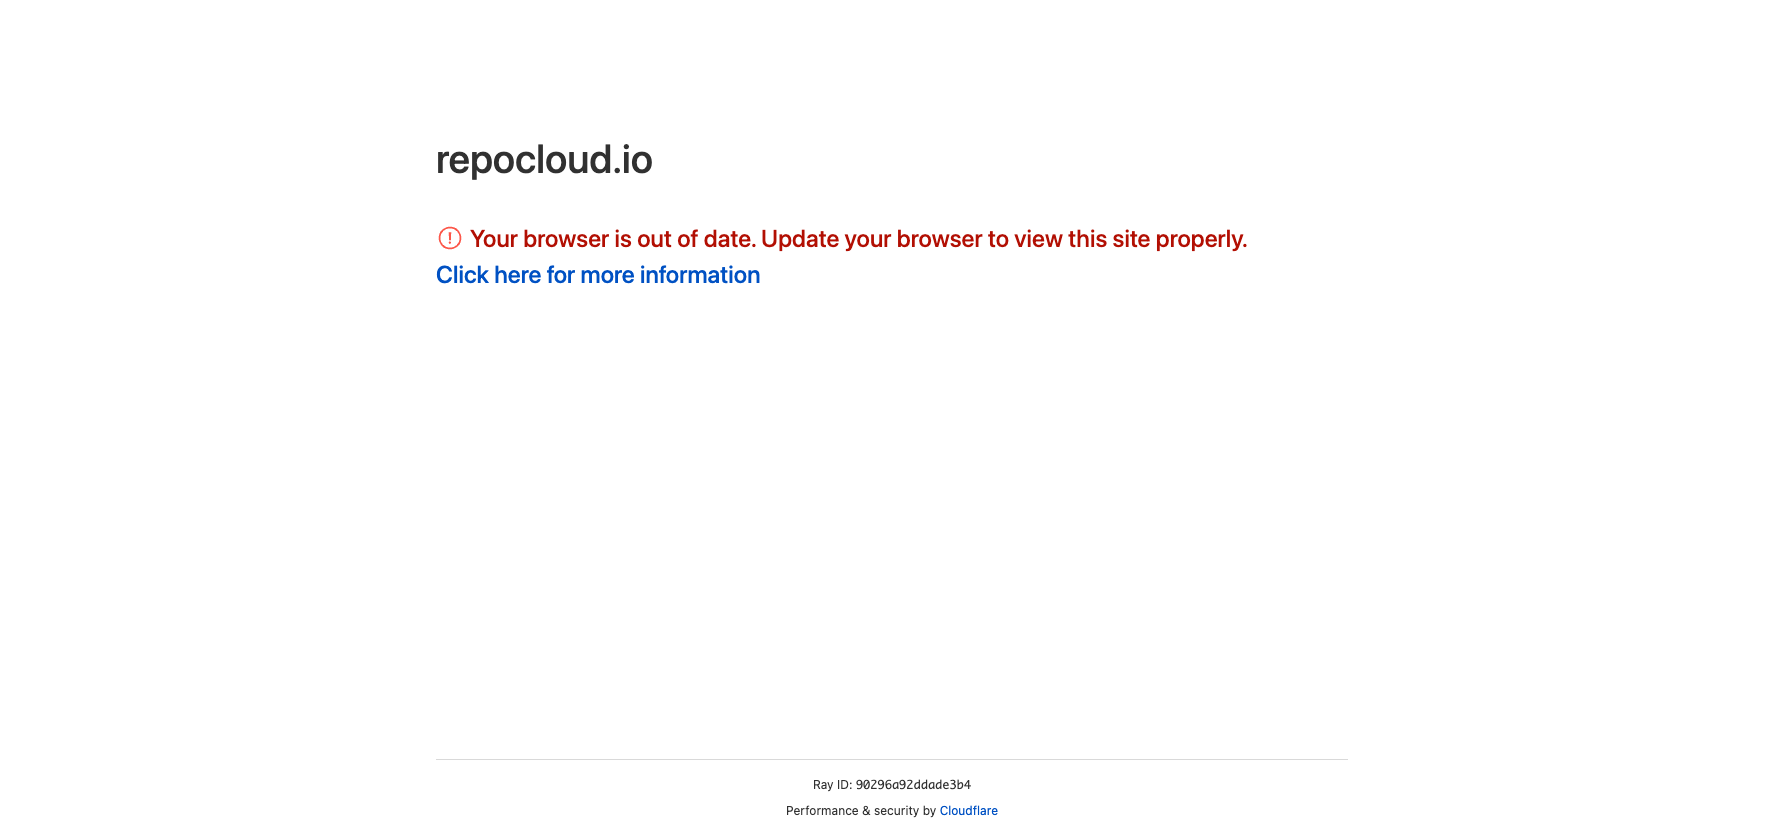 repocloud.io
Your browser is out of date. Update your browser to view this site properly.
Click here for more information
Ray ID: 90296a92ddade3b4
Performance & security by Cloudflare